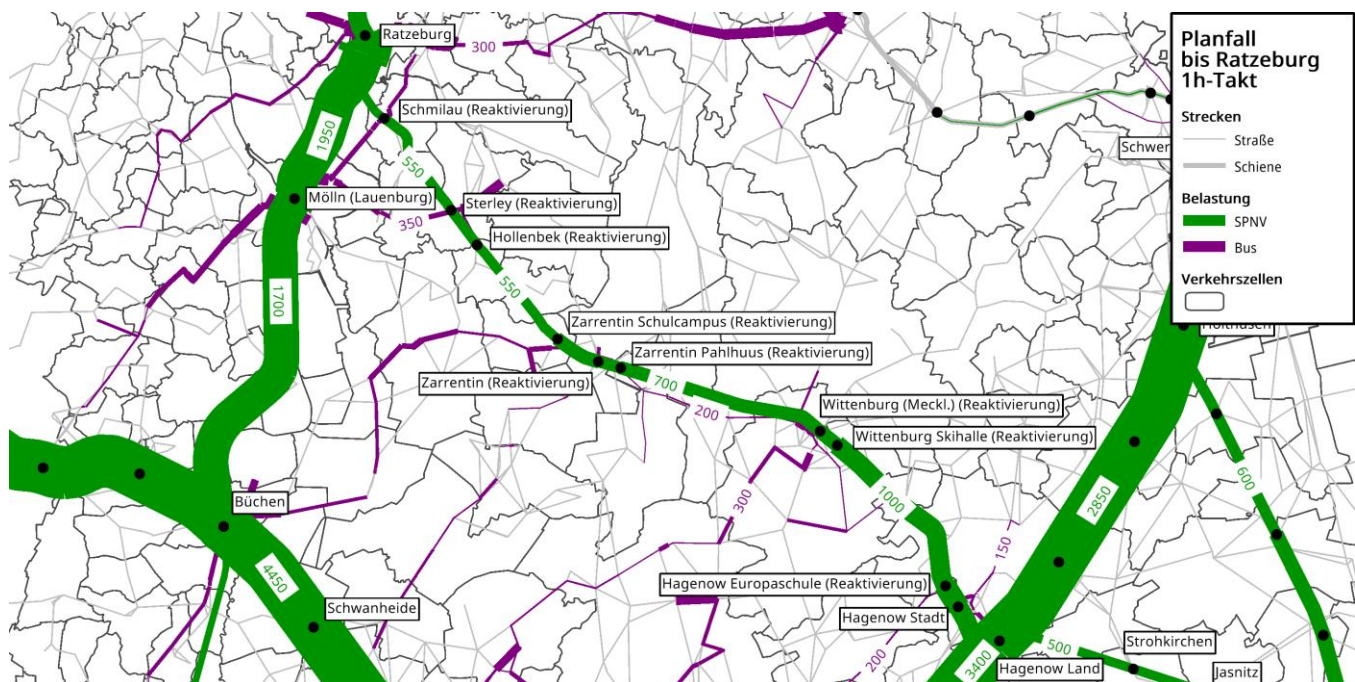 Ratzeburg
300
Planfall
bis Ratzeburg
1h-Takt
Strecken
Straße
Schiene
Belastung
SPNV
Bus
Verkehrszellen
Schmilau (Reaktivierung)
1950
550
Mölln (Lauenburg)
350
Sterley (Reaktivierung)
Hollenbek (Reaktivierung)
1700
550
Zarrentin Schulcampus (Reaktivierung)
Zarrentin Pahlhuus (Reaktivierung)
Zarrentin (Reaktivierung)
700
200
Wittenburg (Meckl.) (Reaktivierung)
Wittenburg Skihalle (Reaktivierung)
1000
300
2850
600
Büchen
4450
150
Hagenow Europaschule (Reaktivierung)
Schwanheide
Hagenow Stadt
Strohkirchen
500
3400
200
Hagenow Land
Jasnitz